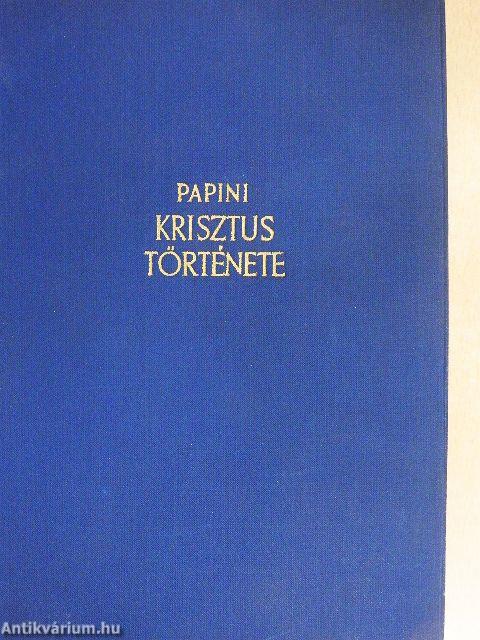 PAPINI
KRISZTUS
TÖRTÉNETE
Antikvárium.hu